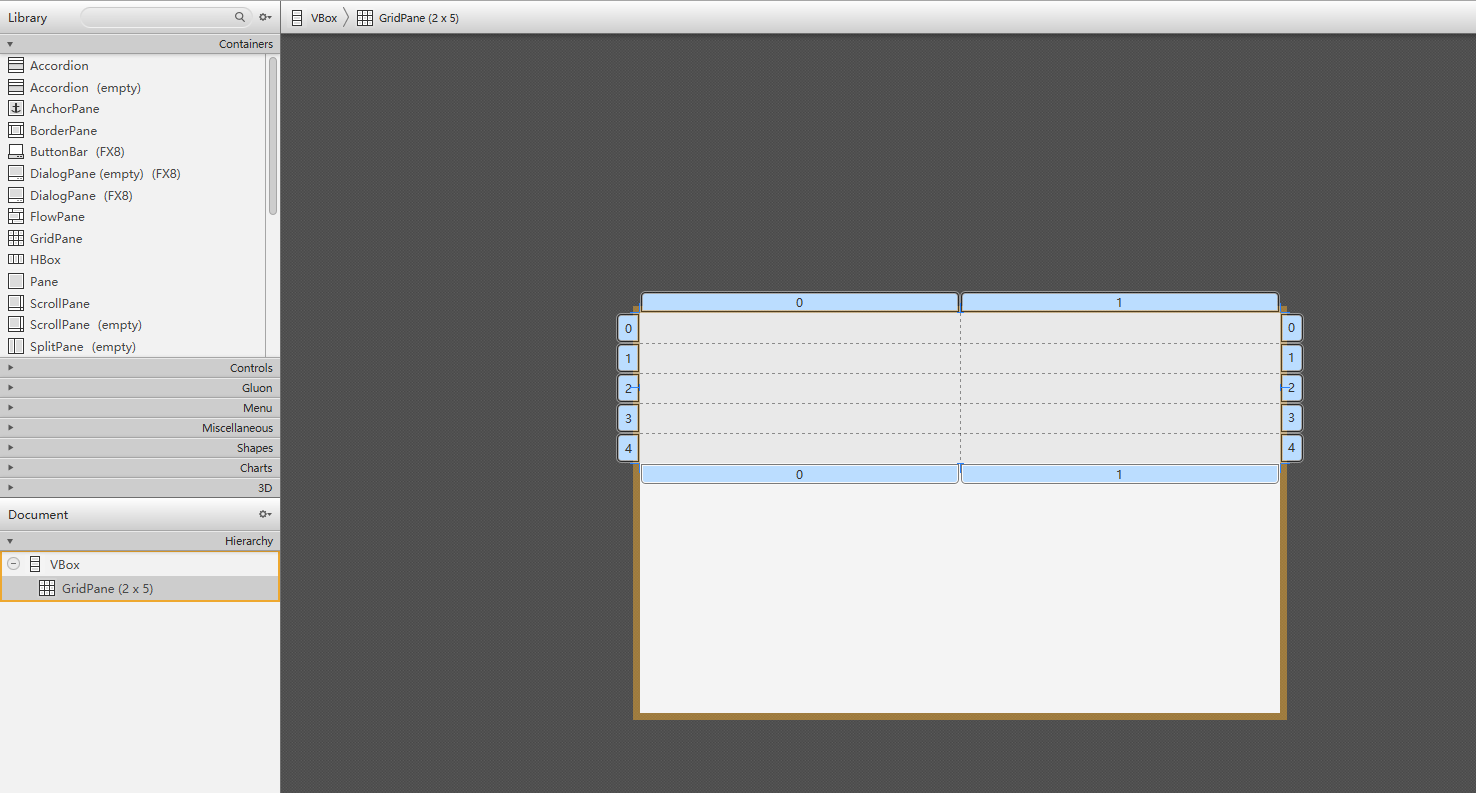 Library
Containers
Accordion
Accordion (empty)
AnchorPane
BorderPane
ButtonBar (FX8)
DialogPane (empty) (FX8)
DialogPane (FX8)
FlowPane
GridPane
HBox
Pane
ScrollPane
ScrollPane (empty)
SplitPane (empty)
Controls
Gluon
Menu
Miscellaneous
Shapes
Charts
3D
Document
Hierarchy
VBox
GridPane (2 x 5)
VBox GridPane (2 x 5)
0 1
0 0
1 1
2 2
3 3
4 4
0 1